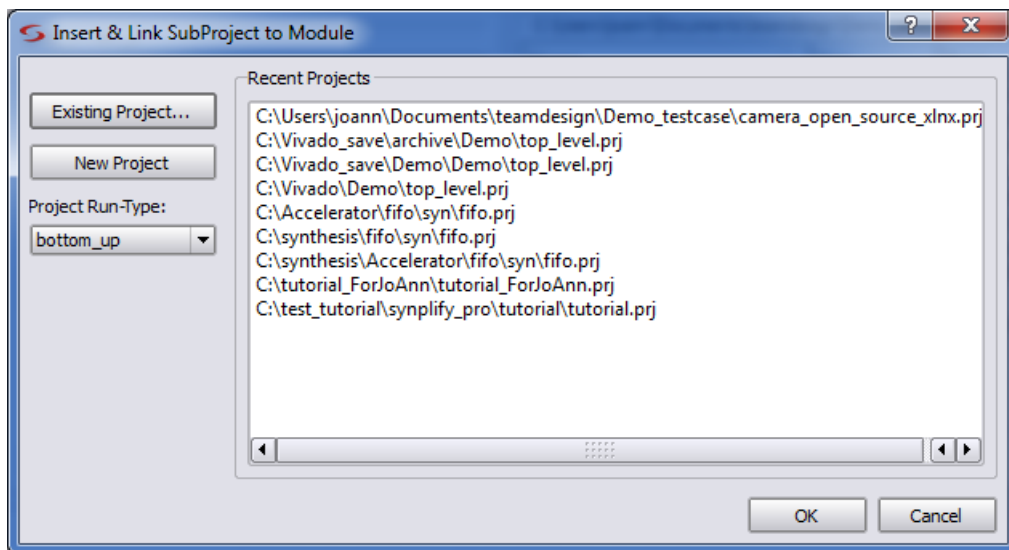 Insert & Link SubProject to Module
?
X
Existing Project...
New Project
Project Run-Type:
bottom_up
Recent Projects
C:\Users\joann\Documents\teamdesign\Demo_testcase\camera_open_source_xlnx.prj
C:\Vivado_save\archive\Demo\top_level.prj
C:\Vivado_save\Demo\Demo\top_level.prj
C:\Vivado\Demo\top_level.prj
C:\Accelerator\fifo\syn\fifo.prj
C:\synthesis\fifo\syn\fifo.prj
C:\synthesis\Accelerator\fifo\syn\fifo.prj
C:\tutorial_ForJoAnn\tutorial_ForJoAnn.prj
C:\test_tutorial\synplify_pro\tutorial\tutorial.prj
OK
Cancel